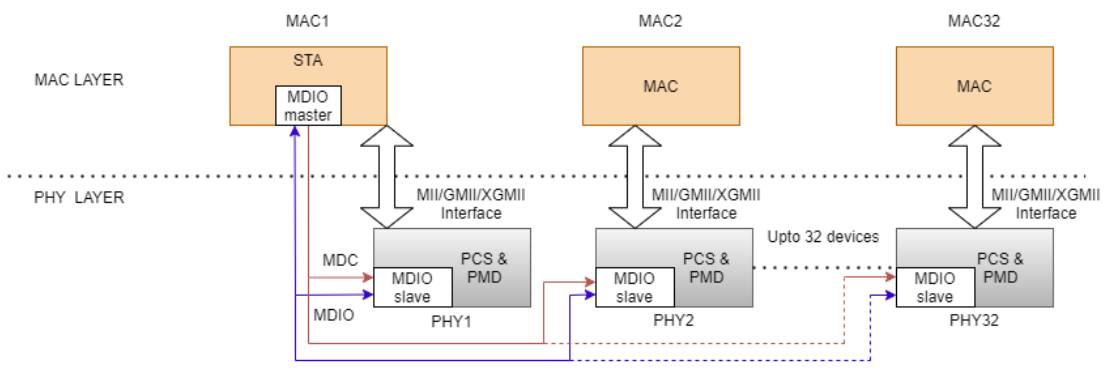 MAC1
MAC2
MAC32
STA
MAC LAYER
MDIO
master
MAC
MAC
PHY  LAYER
MII/GMII/XGMII
Interface
MII/GMII/XGMII
Interface
MII/GMII/XGMII
Interface
Upto 32 devices
MDC
PCS &
PMD
MDIO
slave
PCS &
PMD
MDIO
slave
PCS &
PMD
MDIO
slave
MDIO
PHY1
PHY2
PHY32